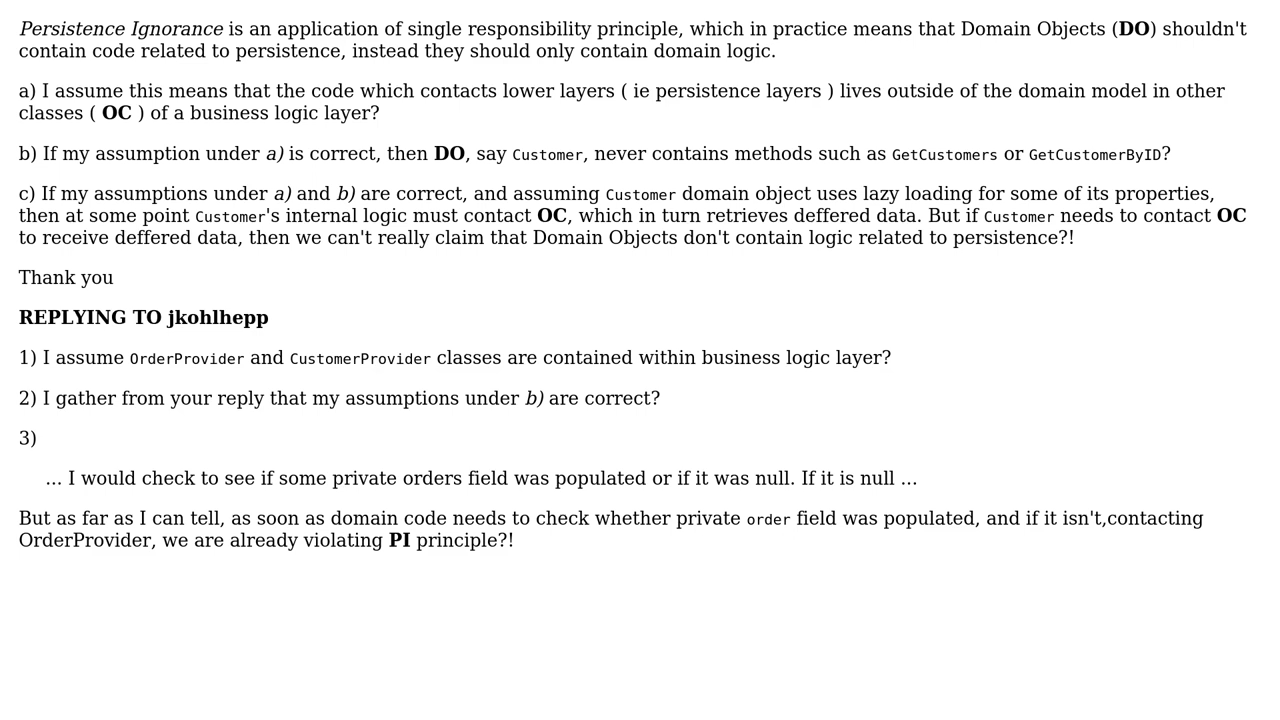 Persistence Ignorance is an application of single responsibility principle, which in practice means that Domain Objects (DO) shouldn't
contain code related to persistence, instead they should only contain domain logic.
a) I assume this means that the code which contacts lower layers ( ie persistence layers ) lives outside of the domain model in other
classes ( OC ) of a business logic layer?
b) If my assumption under a) is correct, then DO, say Customer, never contains methods such as GetCustomers or GetCustomerByID?
c) If my assumptions under a) and b) are correct, and assuming Customer domain object uses lazy loading for some of its properties,
then at some point Customer's internal logic must contact OC, which in turn retrieves deffered data. But if Customer needs to contact OC
to receive deffered data, then we can't really claim that Domain Objects don't contain logic related to persistence?!
Thank you
REPLYING TO jkohlhepp
1) I assume OrderProvider and CustomerProvider classes are contained within business logic layer?
2) I gather from your reply that my assumptions under b) are correct?
3)
... I would check to see if some private orders field was populated or if it was null. If it is null ...
But as far as I can tell, as soon as domain code needs to check whether private order field was populated, and if it isn't,contacting
OrderProvider, we are already violating PI principle?!